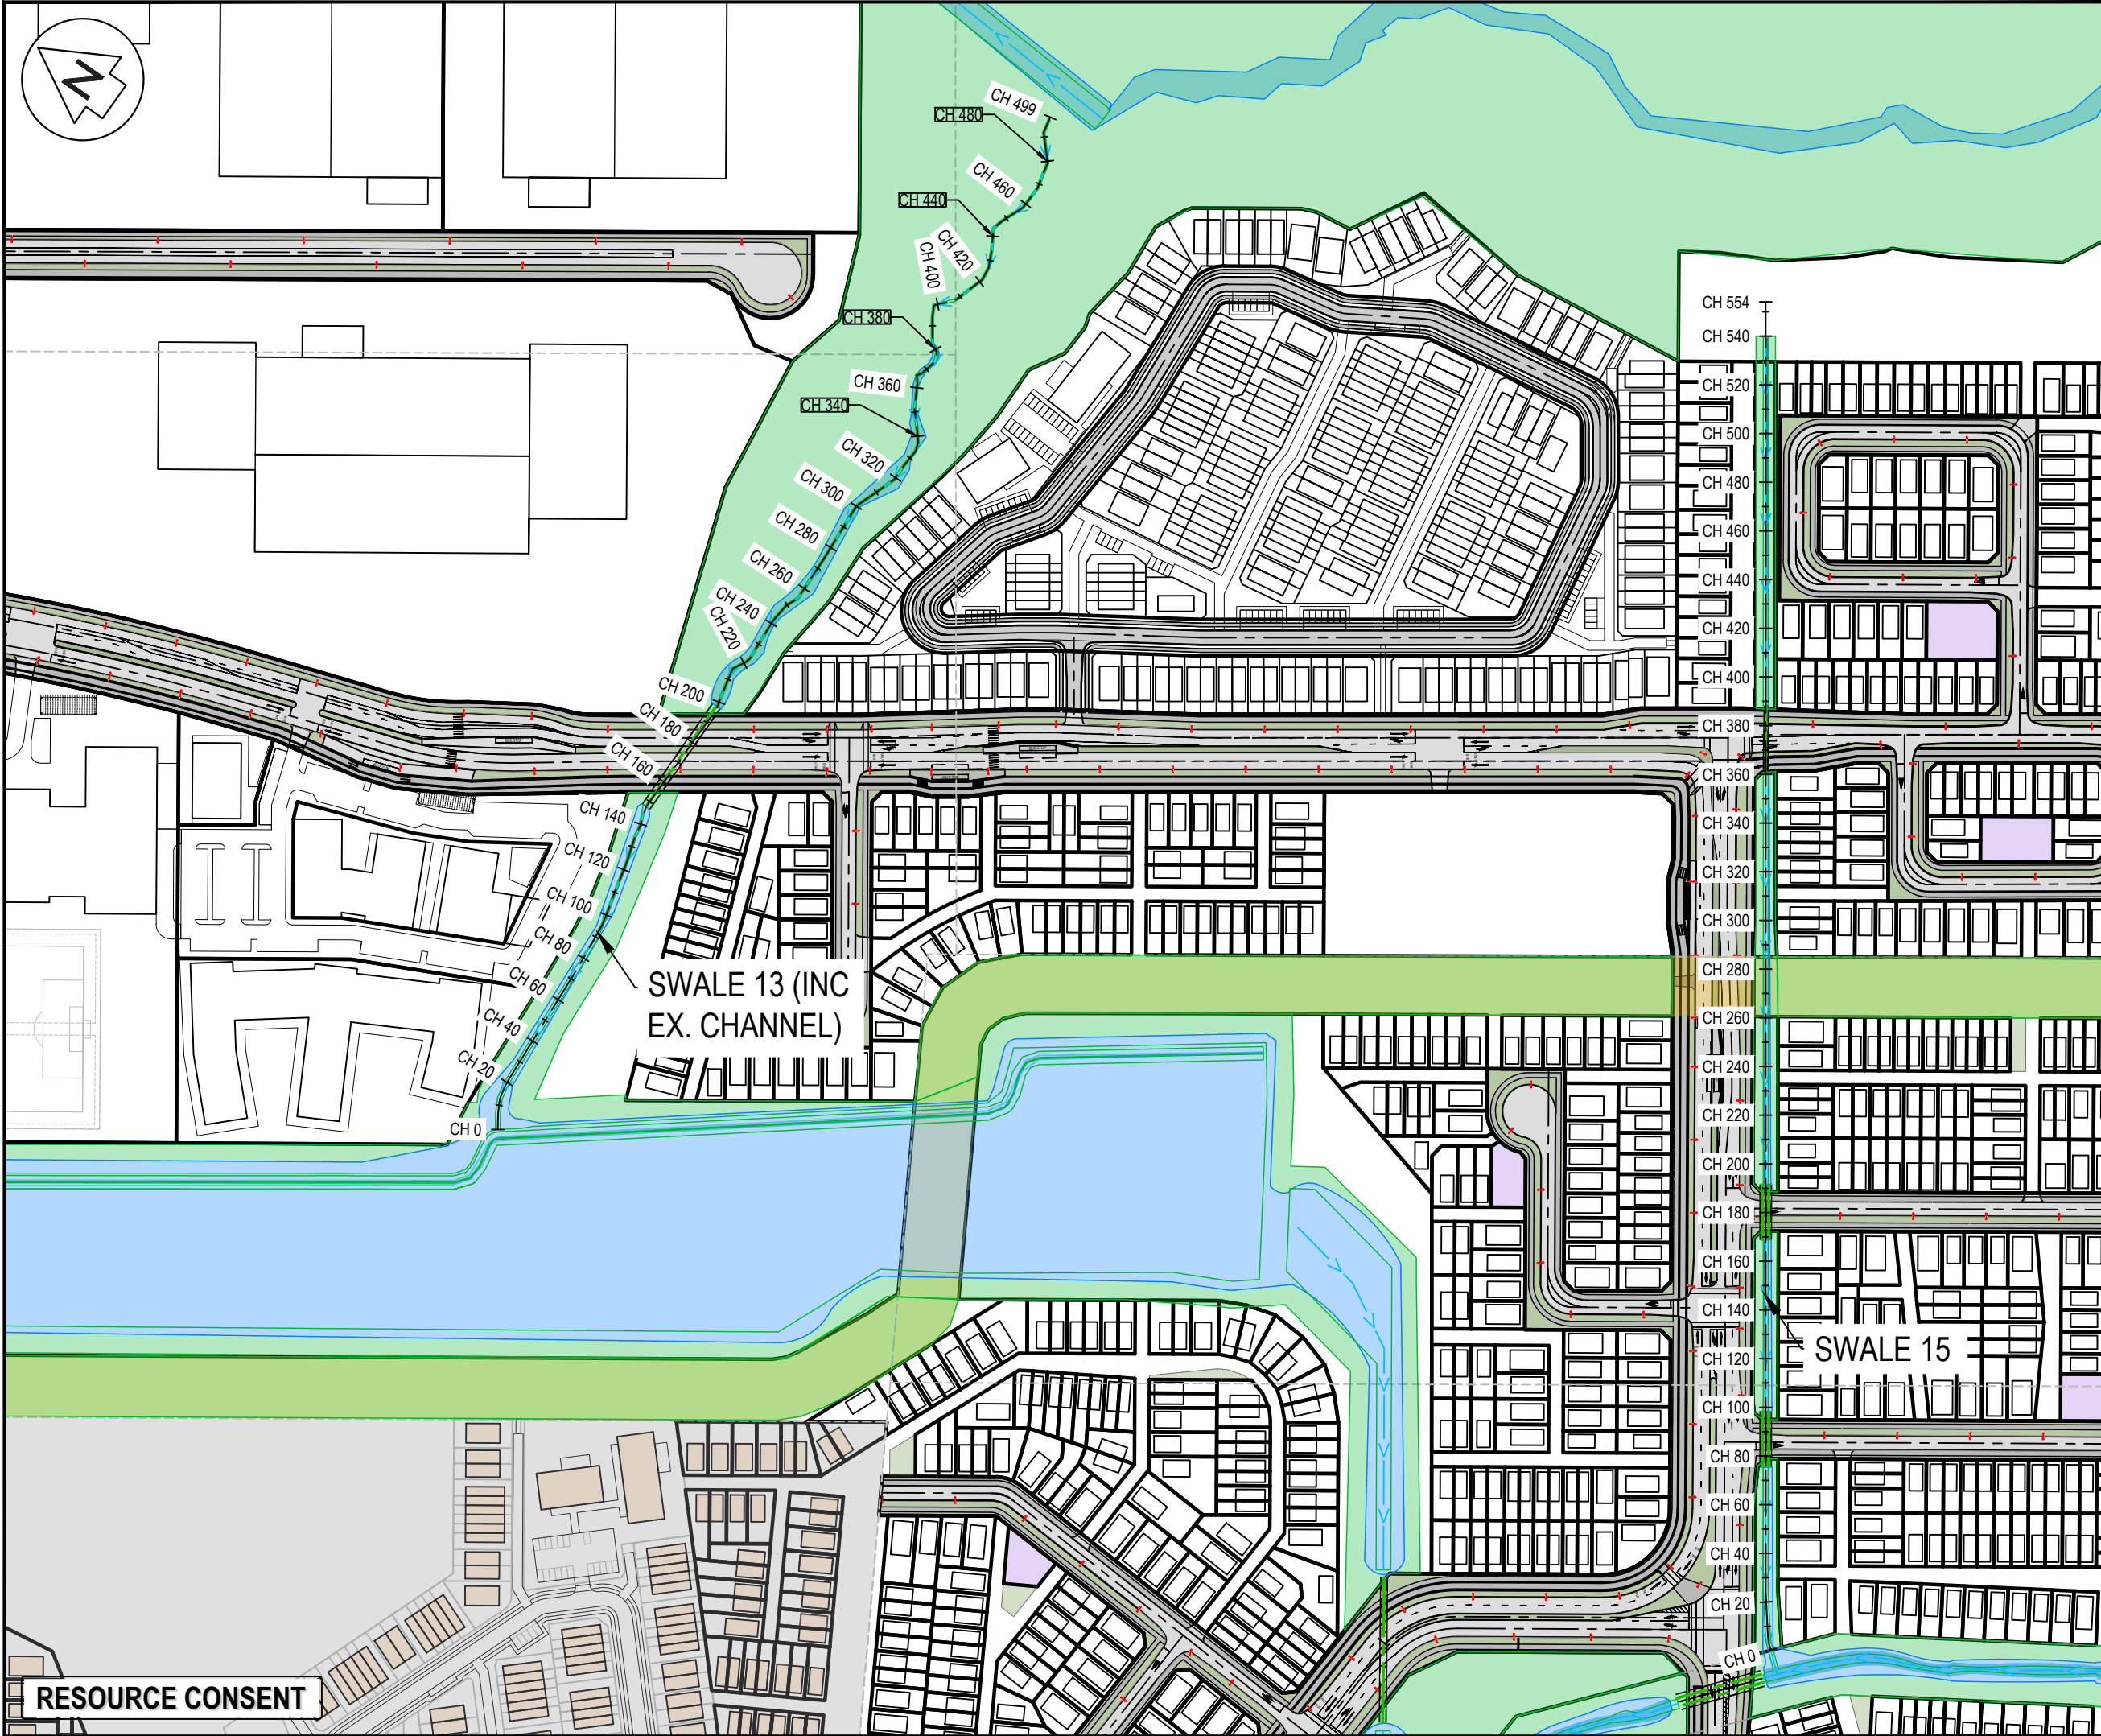 N
CH 499
CH 480
CH 460
CH 440
CH 420
CH 400
CH 380
CH 360
CH 340
CH 320
CH 300
CH 280
CH 260
CH 240
CH 220
CH 200
CH 180
CH 160
CH 140
CH 120
CH 100
CH 80
CH 60
CH 40
CH 20
CH 0
SWALE 13 (INC
EX. CHANNEL)
CH 554
CH 540
CH 520
CH 500
CH 480
CH 460
CH 440
CH 420
CH 400
CH 380
CH 360
CH 340
CH 320
CH 300
CH 280
CH 260
CH 240
CH 220
CH 200
CH 180
CH 160
CH 140
CH 120
CH 100
CH 80
CH 60
CH 40
CH 20
CH 0
SWALE 15
RESOURCE CONSENT